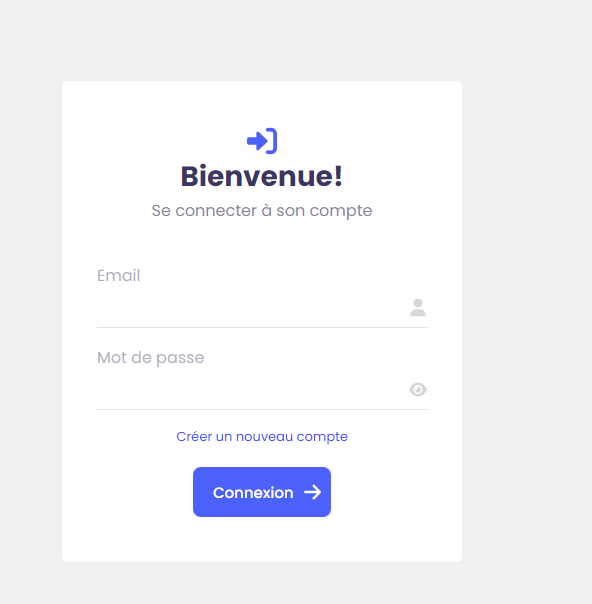 Bienvenue!
Se connecter à son compte
Email
Mot de passe
Créer un nouveau compte
Connexion